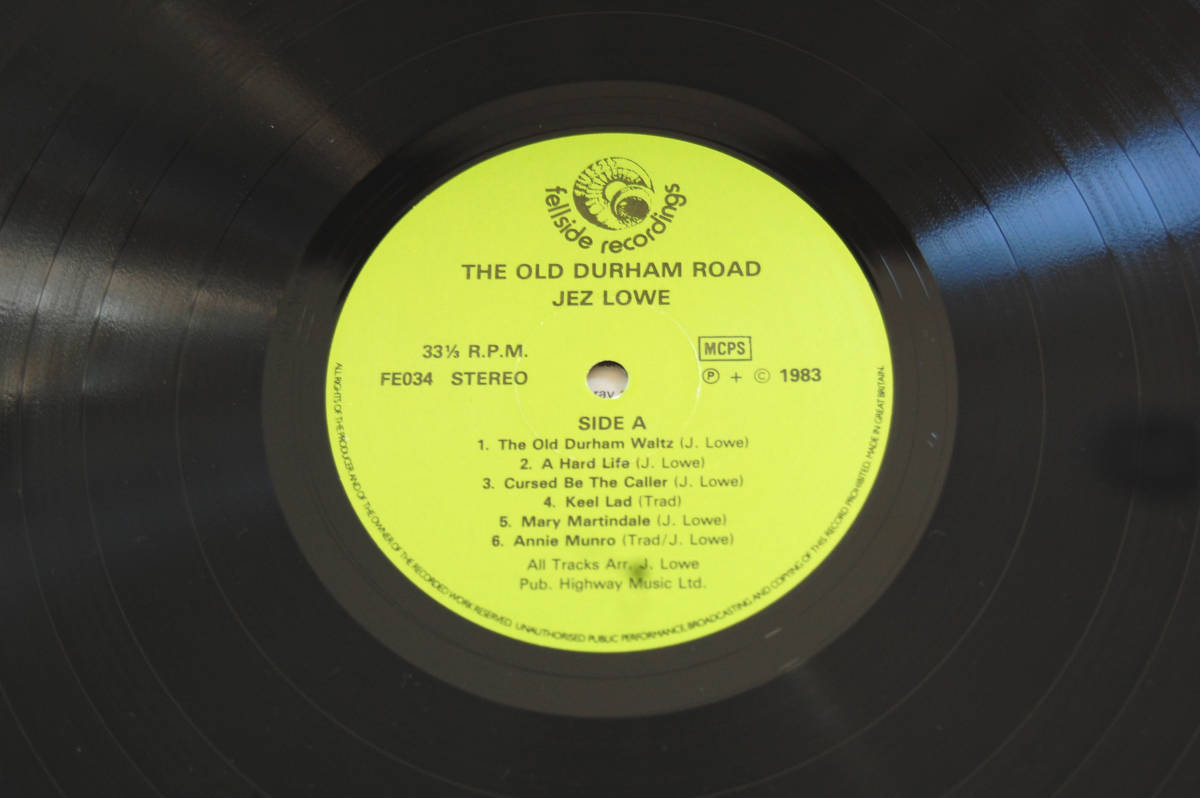 fellside recordings
THE OLD DURHAM ROAD
JEZ LOWE
33⅓ R.P.M.
MCPS
FE034 STEREO
Ⓟ + © 1983
SIDE A
1. The Old Durham Waltz (J. Lowe)
2. A Hard Life (J. Lowe)
3. Cursed Be The Caller (J. Lowe)
4. Keel Lad (Trad)
5. Mary Martindale (J. Lowe)
6. Annie Munro (Trad/J. Lowe)
All Tracks Arr. J. Lowe
Pub. Highway Music Ltd.
ALL RIGHTS OF THE PRODUCER AND OF THE OWNER OF THE RECORDED WORK RESERVED. UNAUTHORISED PUBLIC PERFORMANCE, BROADCASTING AND COPYING OF THIS RECORD PROHIBITED. MADE IN GREAT BRITAIN.